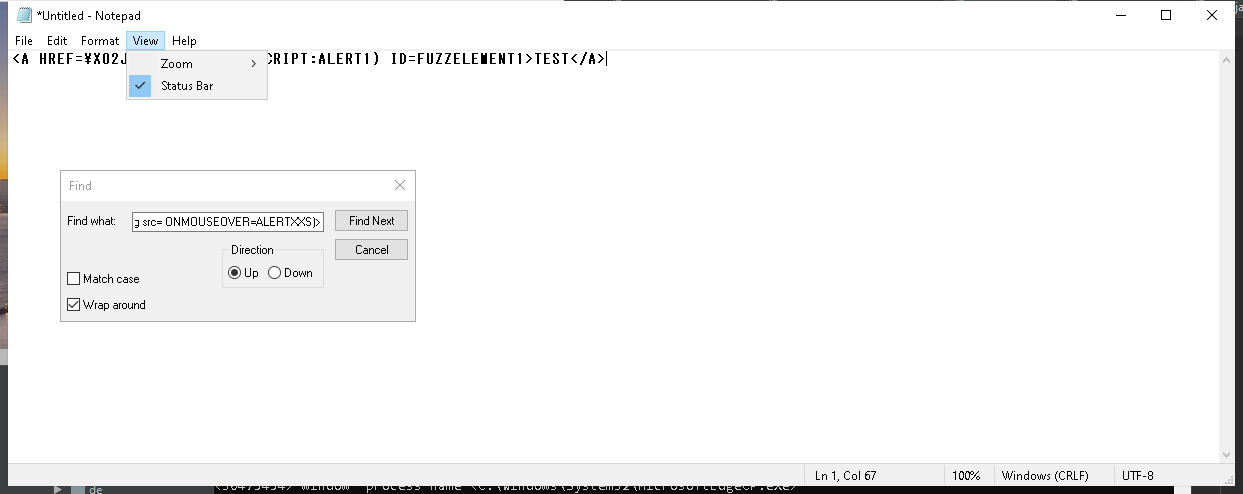 *Untitled - Notepad
File Edit Format View Help
<A HREF=¥X02J CRIPT:ALERT1) ID=FUZZELEMENT1>TEST</A>
Zoom >
Status Bar
Find
Find what: g src= ONMOUSEOVER=ALERTXXS)> Find Next
Direction Cancel
Up Down
Match case
Wrap around
Ln 1, Col 67 100% Windows (CRLF) UTF-8
de